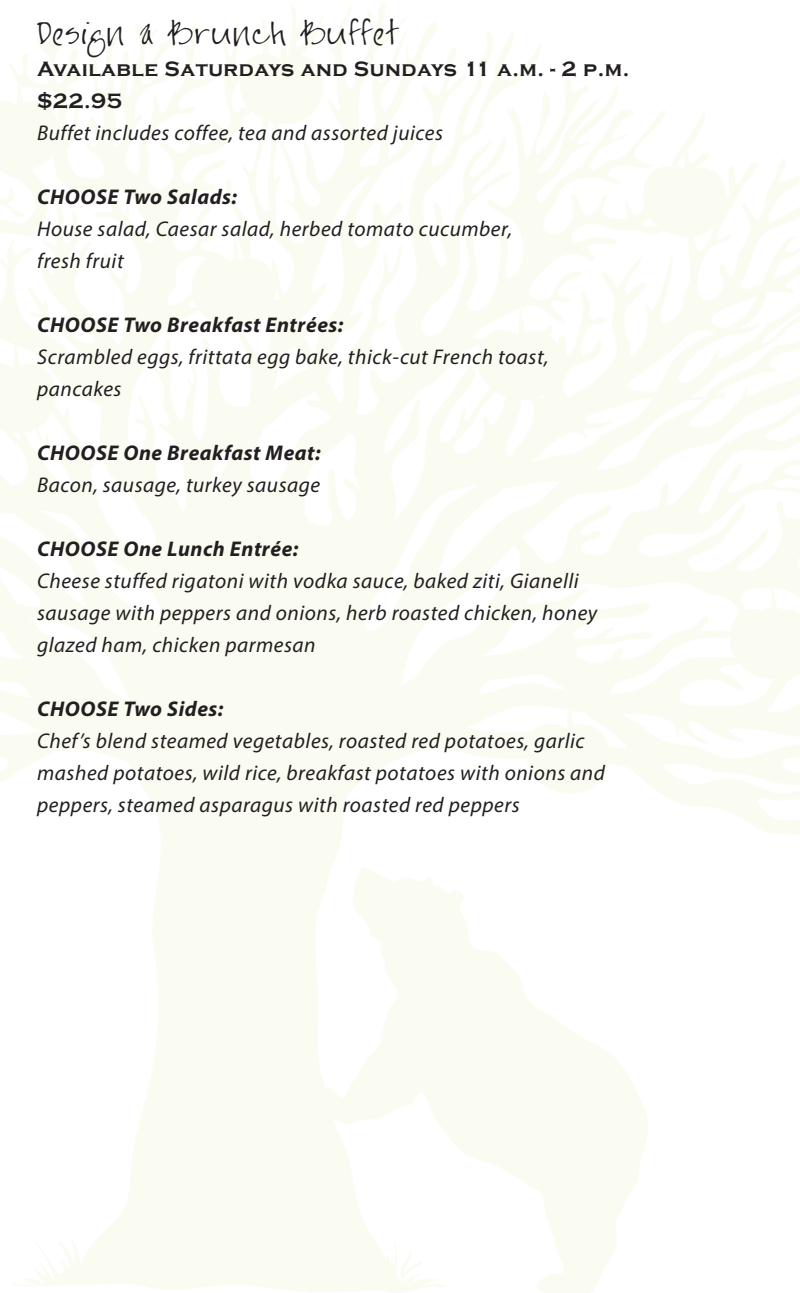 Design a Brunch Buffet
AVAILABLE SATURDAYS AND SUNDAYS 11 A.M. - 2 P.M.
$22.95
Buffet includes coffee, tea and assorted juices
CHOOSE Two Salads:
House salad, Caesar salad, herbed tomato cucumber,
fresh fruit
CHOOSE Two Breakfast Entrées:
Scrambled eggs, frittata egg bake, thick-cut French toast,
pancakes
CHOOSE One Breakfast Meat:
Bacon, sausage, turkey sausage
CHOOSE One Lunch Entrée:
Cheese stuffed rigatoni with vodka sauce, baked ziti, Gianelli
sausage with peppers and onions, herb roasted chicken, honey
glazed ham, chicken parmesan
CHOOSE Two Sides:
Chef’s blend steamed vegetables, roasted red potatoes, garlic
mashed potatoes, wild rice, breakfast potatoes with onions and
peppers, steamed asparagus with roasted red peppers